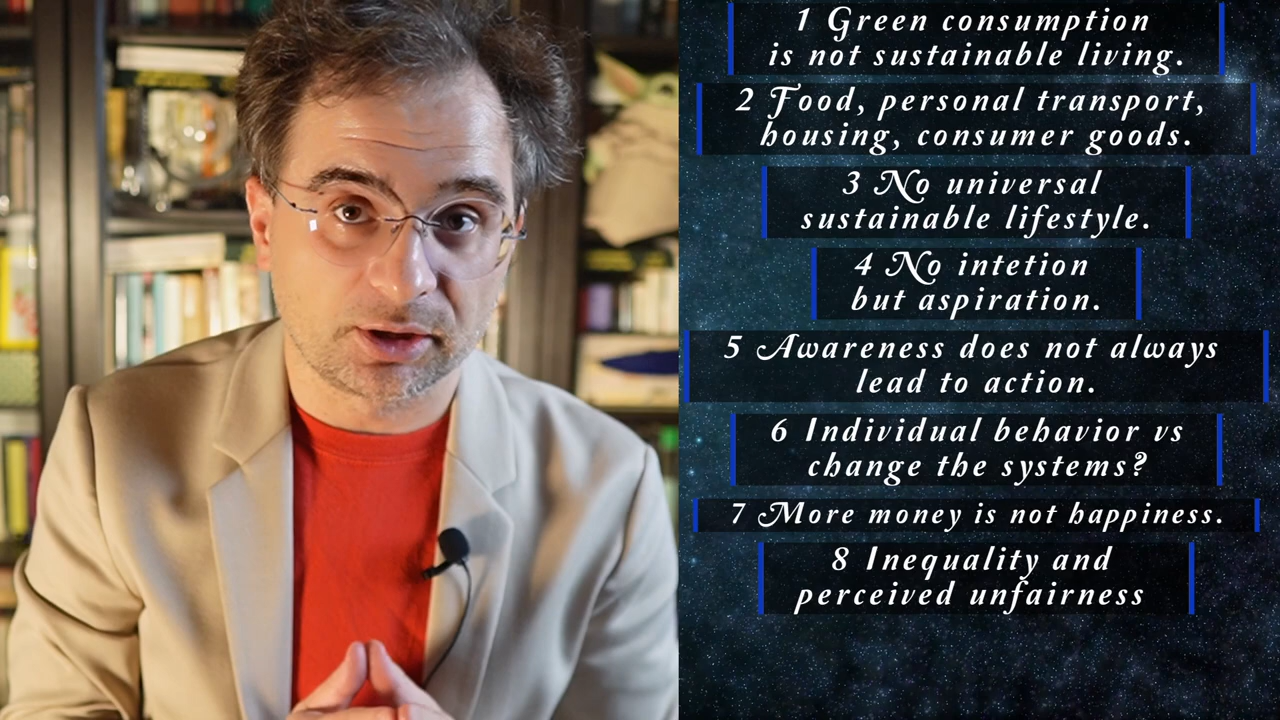 1 Green consumption
is not sustainable living.
2 Food, personal transport,
housing, consumer goods.
3 No universal
sustainable lifestyle.
4 No intetion
but aspiration.
5 Awareness does not always
lead to action.
6 Individual behavior vs
change the systems?
7 More money is not happiness.
8 Inequality and
perceived unfairness